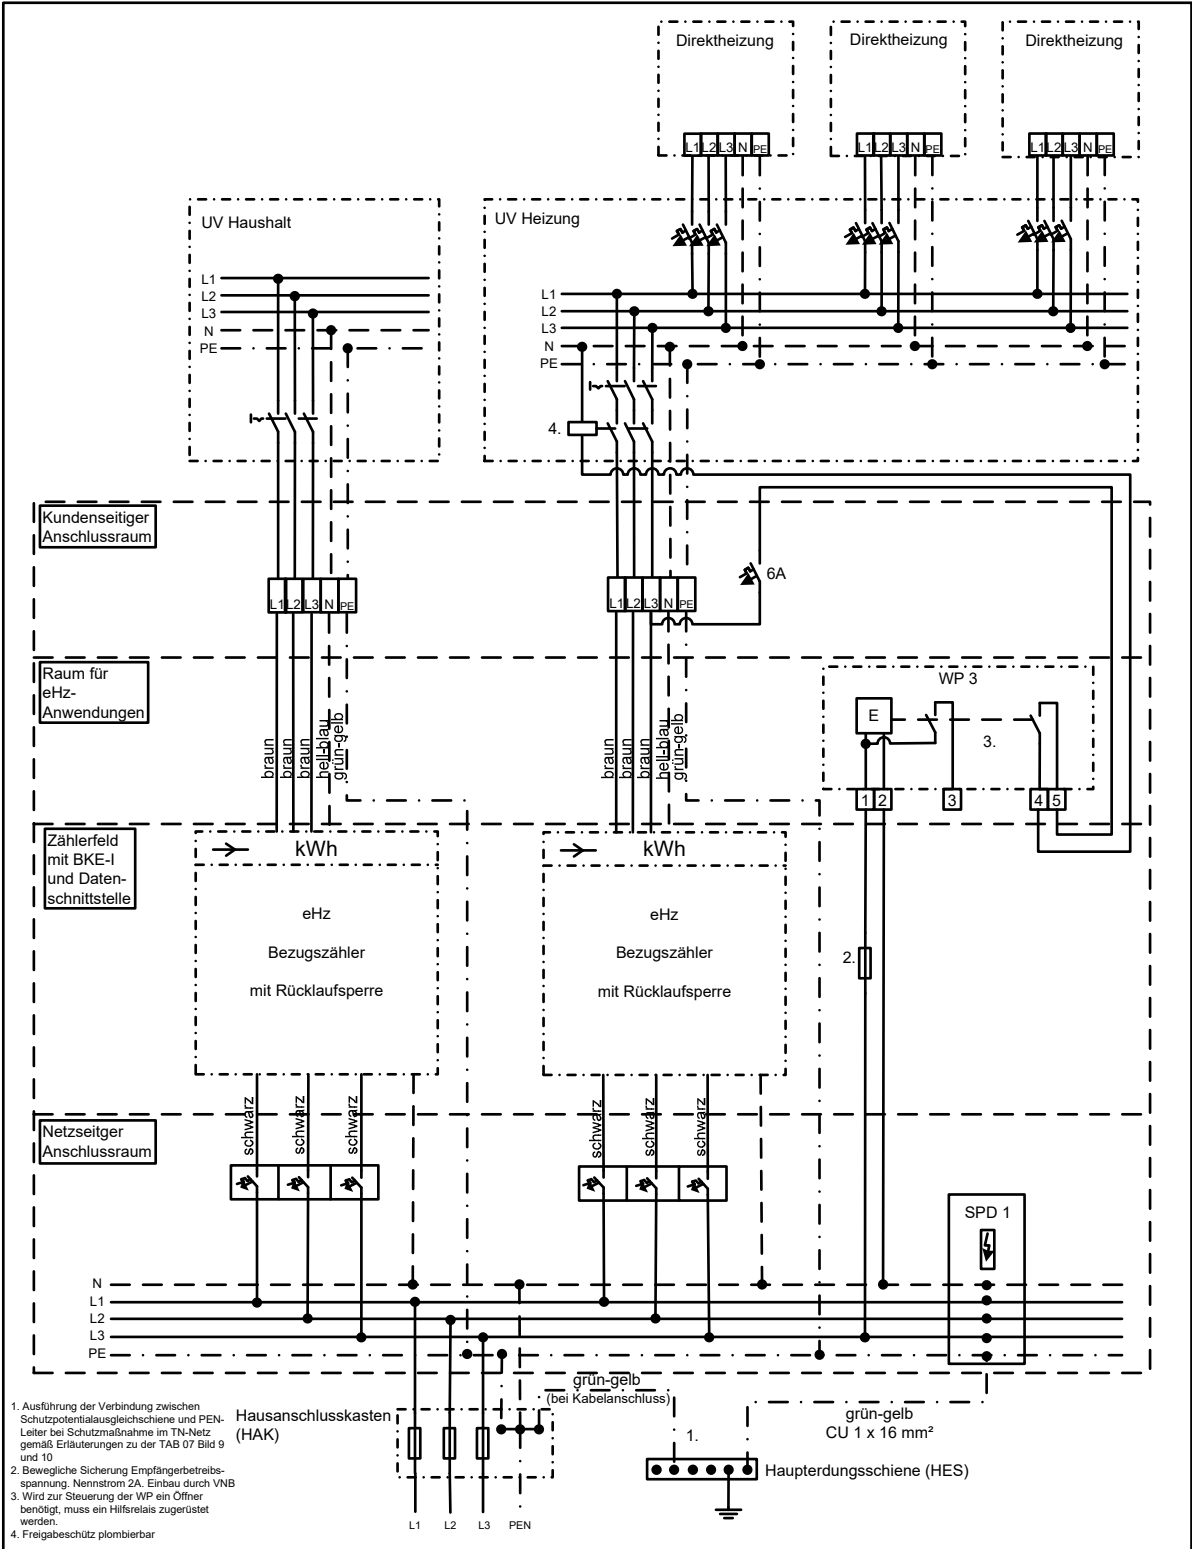 Direktheizung
Direktheizung
Direktheizung
L1 L2 L3 N PE
L1 L2 L3 N PE
L1 L2 L3 N PE
UV Haushalt
UV Heizung
L1
L2
L3
N
PE
L1
L2
L3
N
PE
4.
Kundenseitiger
Anschlussraum
6A
L1 L2 L3 N PE
L1 L2 L3 N PE
Raum für
eHz-
Anwendungen
braun
braun
braun
hell-blau
grün-gelb
braun
braun
braun
hell-blau
grün-gelb
WP 3
E
3.
1 2 3 4 5
Zählerfeld
mit BKE-I
und Daten-
schnittstelle
kWh
eHz
Bezugszähler
mit Rücklaufsperre
kWh
eHz
Bezugszähler
mit Rücklaufsperre
2.
Netzseitger
Anschlussraum
schwarz
schwarz
schwarz
schwarz
schwarz
schwarz
SPD 1
N
L1
L2
L3
PE
grün-gelb
(bei Kabelanschluss)
Hausanschlusskasten
(HAK)
1.
grün-gelb
CU 1 x 16 mm²
Haupterdungsschiene (HES)
L1 L2 L3 PEN
1. Ausführung der Verbindung zwischen
Schutzpotentialausgleichschiene und PEN-
Leiter bei Schutzmaßnahme im TN-Netz
gemäß Erläuterungen zu der TAB 07 Bild 9
und 10
2. Bewegliche Sicherung Empfängerbetreibs-
spannung. Nennstrom 2A. Einbau durch VNB
3. Wird zur Steuerung der WP ein Öffner
benötigt, muss ein Hilfsrelais zugerüstet
werden.
4. Freigabeschütz plombierbar